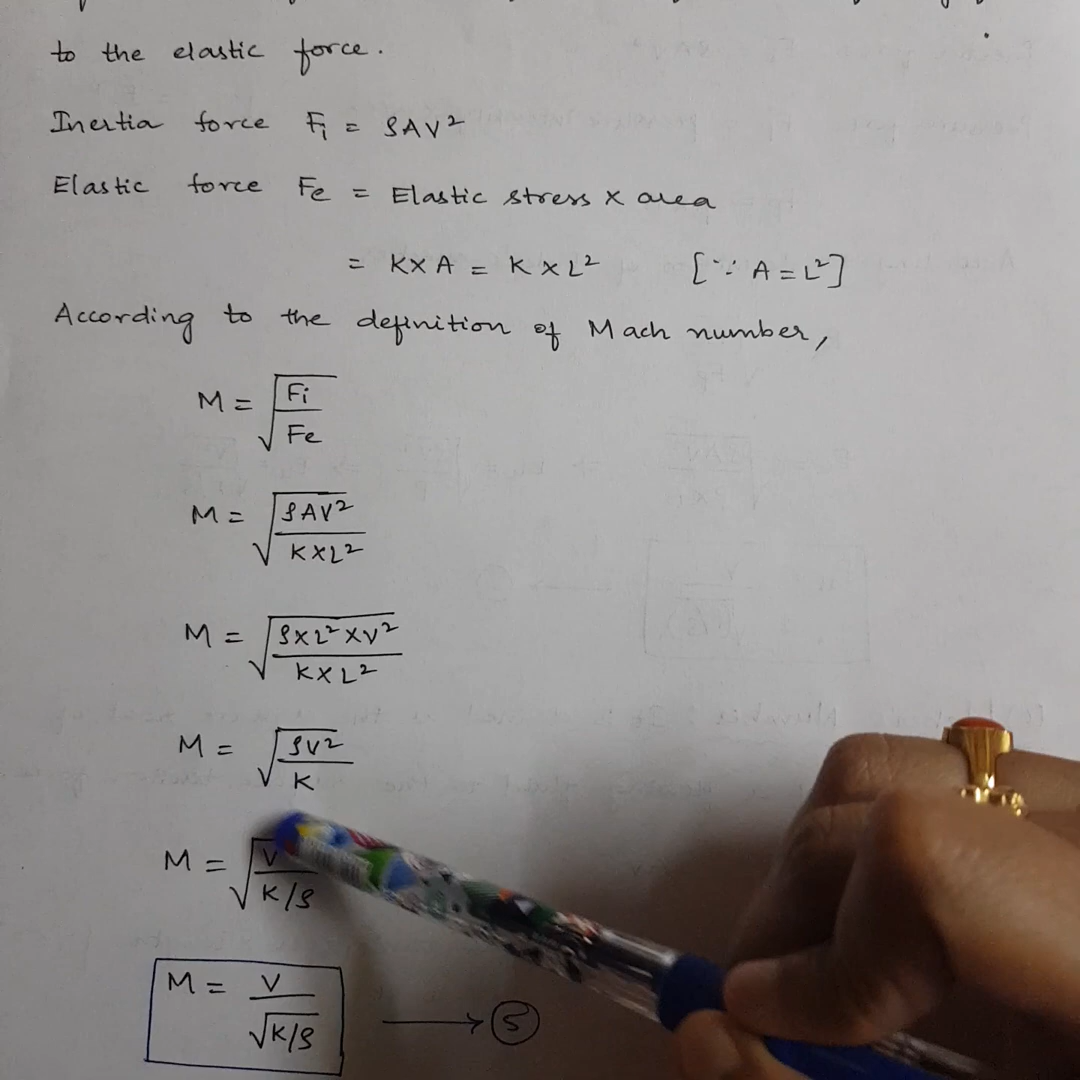 to the elastic force.
Inertia force Fi = ρAV²
Elastic force Fe = Elastic stress × area
= K×A = K×L² [∵ A = L²]
According to the definition of Mach number,
M = √(Fi/Fe)
M = √(ρAV²/K×L²)
M = √(ρ×L²×V²/K×L²)
M = √(ρV²/K)
M = √(V/K/ρ)
M = V/√K/ρ → ⑤